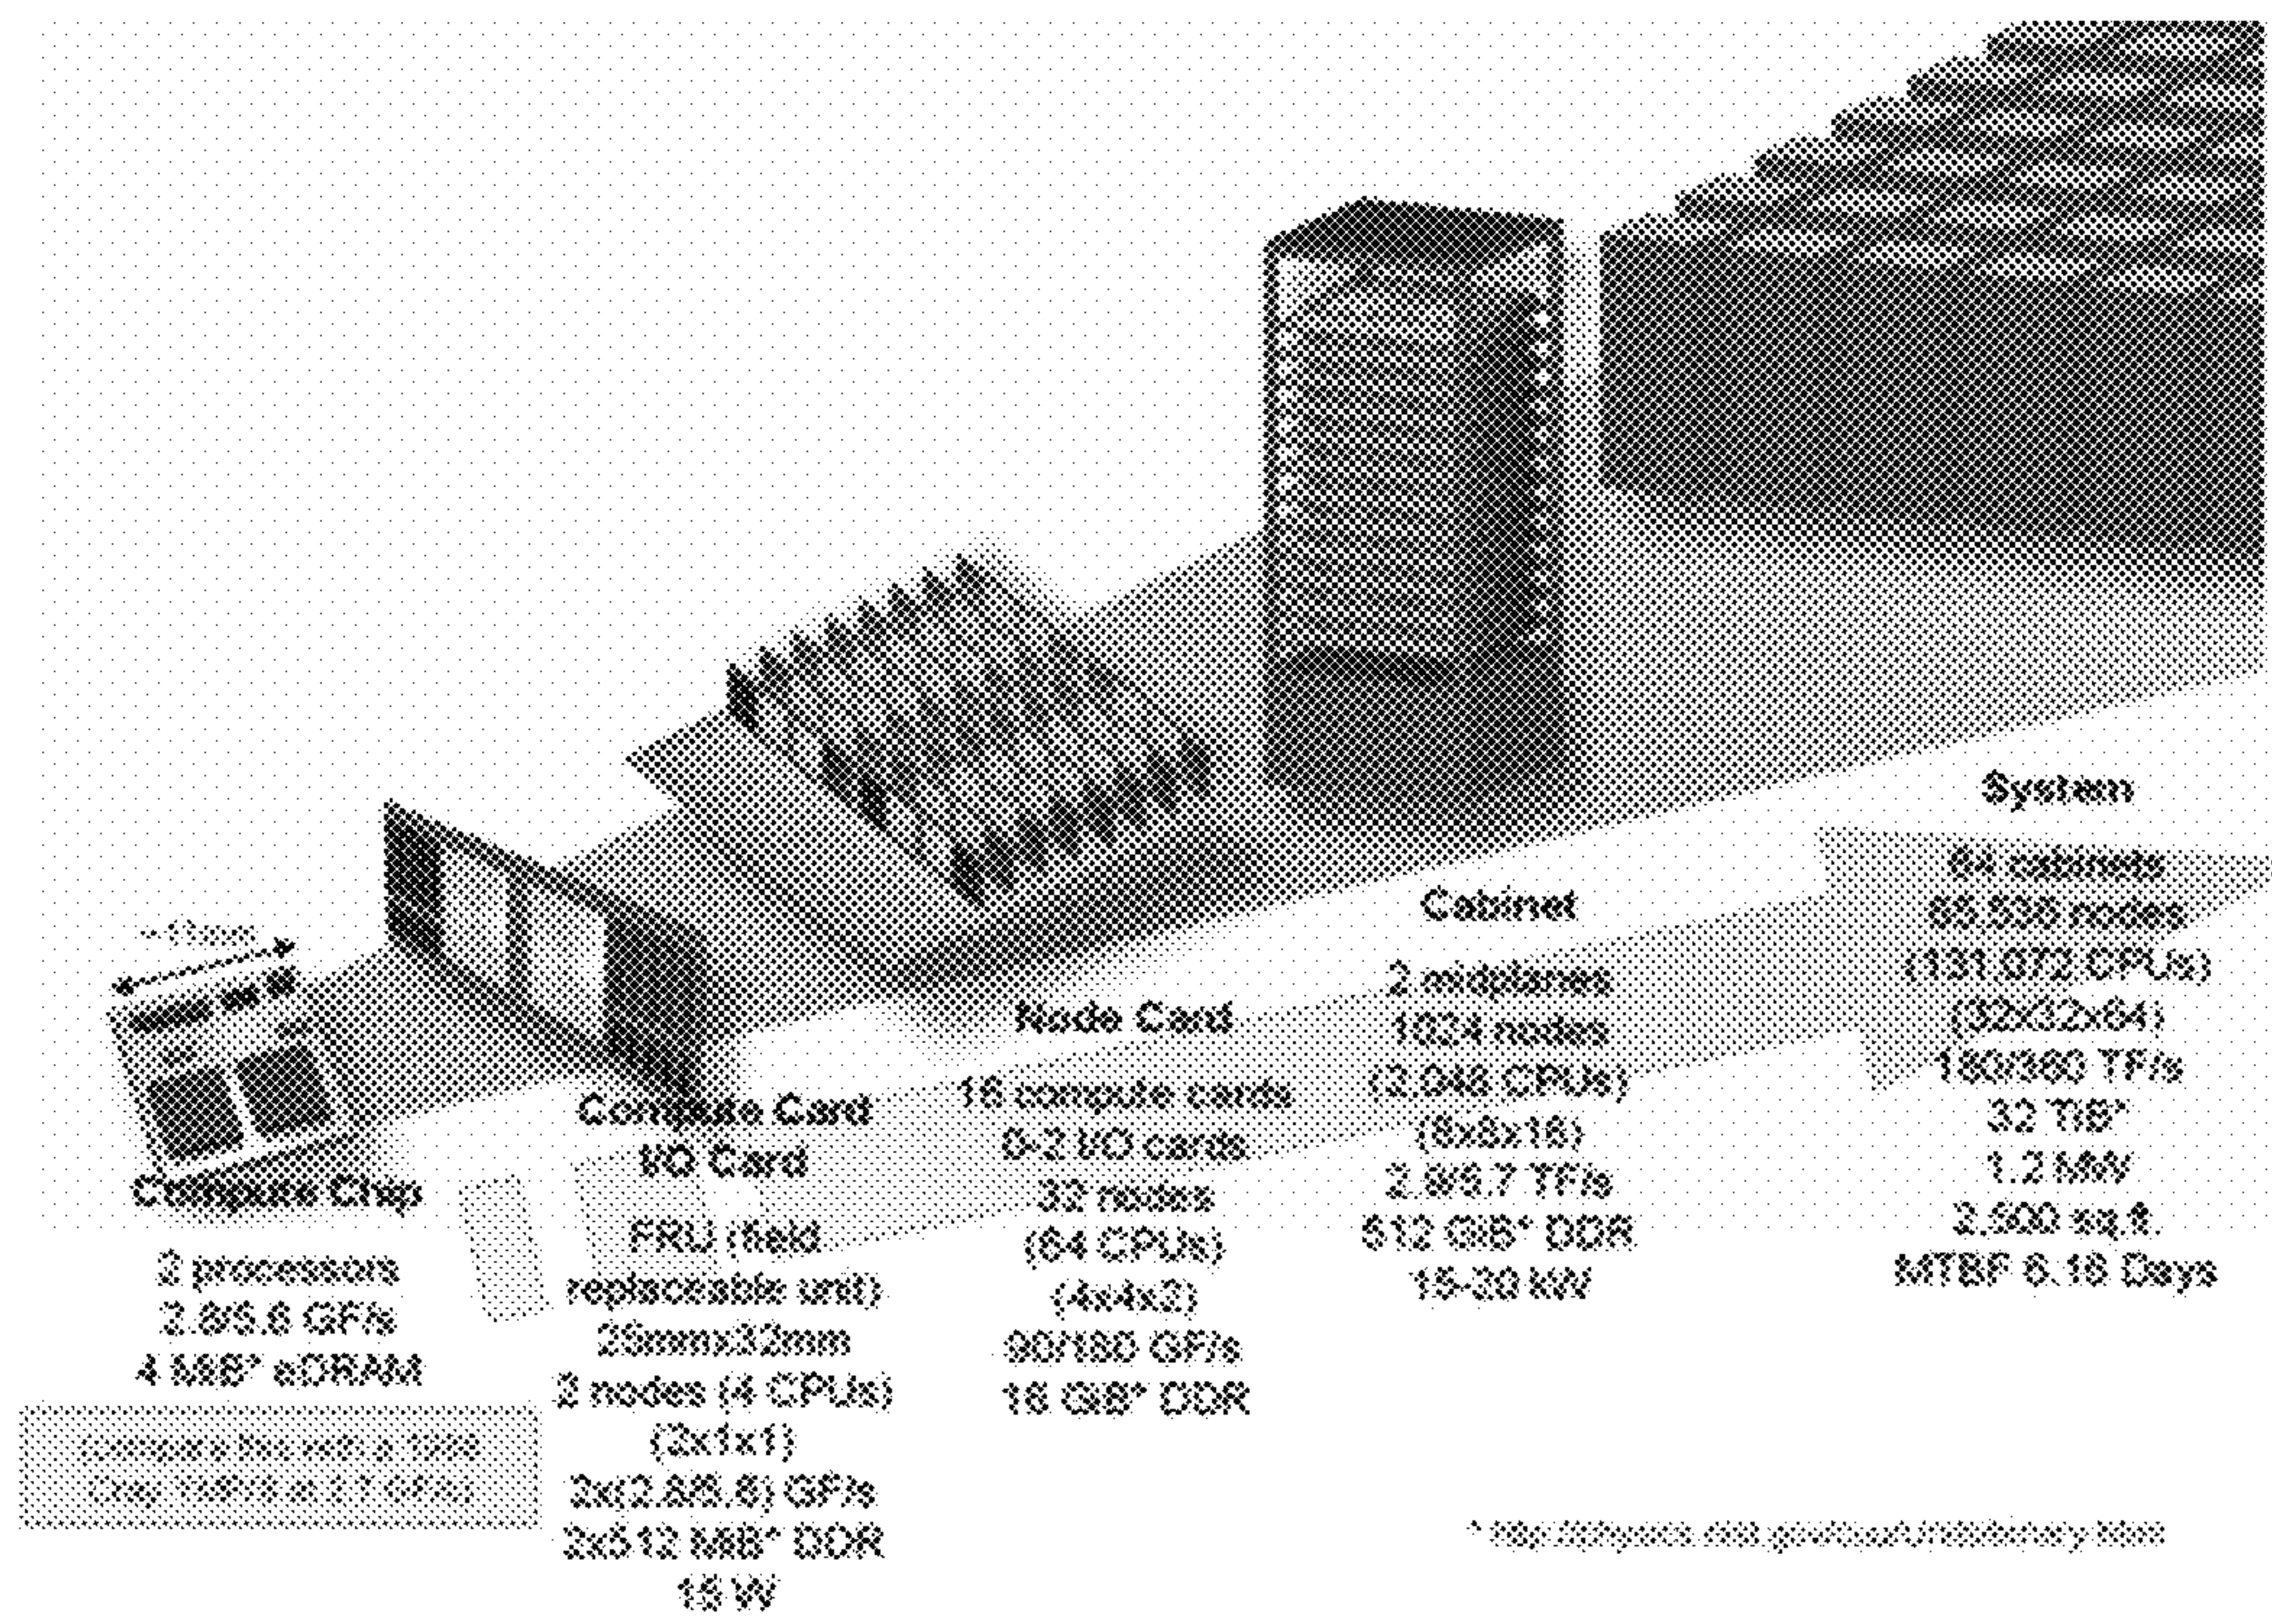 ~11mm
Compute Chip
2 processors
2.8/5.6 GF/s
4 MiB* eDRAM
Compute Card
I/O Card
FRU (field
replaceable unit)
25mmx32mm
2 nodes (4 CPUs)
(2x1x1)
2x(2.8/5.6) GF/s
2x512 MiB* DDR
15 W
Node Card
16 compute cards
0-2 I/O cards
32 nodes
(64 CPUs)
(4x4x2)
90/180 GF/s
16 GiB* DDR
Cabinet
2 midplanes
1024 nodes
(2,048 CPUs)
(8x8x16)
2.9/5.7 TF/s
512 GiB* DDR
15-20 kW
System
64 cabinets
65,536 nodes
(131,072 CPUs)
(32x32x64)
180/360 TF/s
32 TiB*
1.2 MW
2,500 sq.ft.
MTBF 6.16 Days